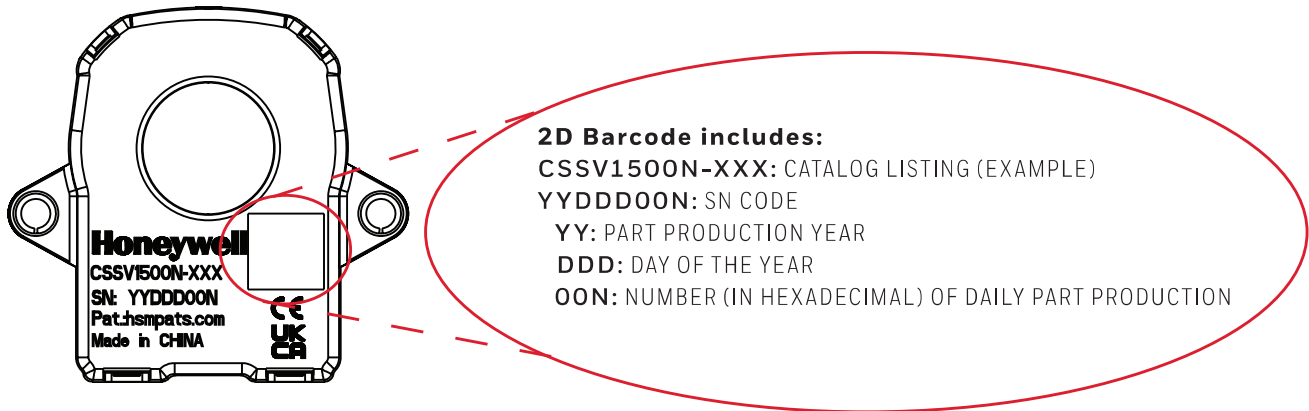 Honeywell
CSSV1500N-XXX
SN: YYDDD00N
Pat.hsmpats.com
Made in CHINA
CE
UK
CA
2D Barcode includes:
CSSV1500N-XXX: CATALOG LISTING (EXAMPLE)
YYDDD00N: SN CODE
YY: PART PRODUCTION YEAR
DDD: DAY OF THE YEAR
00N: NUMBER (IN HEXADECIMAL) OF DAILY PART PRODUCTION